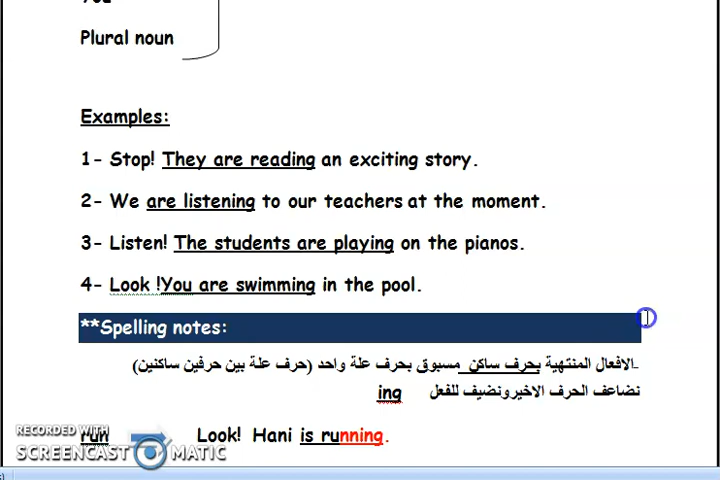 Plural noun
Examples:
1- Stop! They are reading an exciting story.
2- We are listening to our teachers at the moment.
3- Listen! The students are playing on the pianos.
4- Look !You are swimming in the pool.
**Spelling notes:
-الافعال المنتهية بحرف ساكن مسبوق بحرف علة واحد (حرف علة بين حرفين ساكنين)
نضاعف الحرف الاخيرونضيف للفعل ing
run Look! Hani is running.
RECORDED WITH
SCREENCAST MATIC